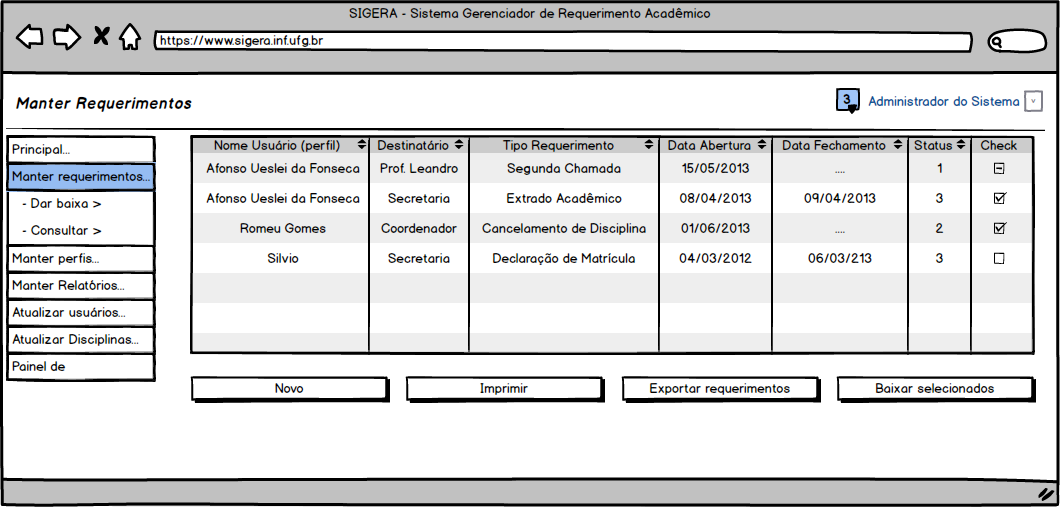 SIGERA - Sistema Gerenciador de Requerimento Acadêmico
https://www.sigera.inf.ufg.br
Manter Requerimentos
3 Administrador do Sistema
Principal...
Manter requerimentos...
- Dar baixa >
- Consultar >
Manter perfis...
Manter Relatórios...
Atualizar usuários...
Atualizar Disciplinas...
Painel de
Nome Usuário (perfil) Destinatário Tipo Requerimento Data Abertura Data Fechamento Status Check
Afonso Ueslei da Fonseca Prof. Leandro Segunda Chamada 15/05/2013 .... 1
Afonso Ueslei da Fonseca Secretaria Extrado Acadêmico 08/04/2013 09/04/2013 3
Romeu Gomes Coordenador Cancelamento de Disciplina 01/06/2013 .... 2
Silvio Secretaria Declaração de Matrícula 04/03/2012 06/03/213 3
Novo Imprimir Exportar requerimentos Baixar selecionados